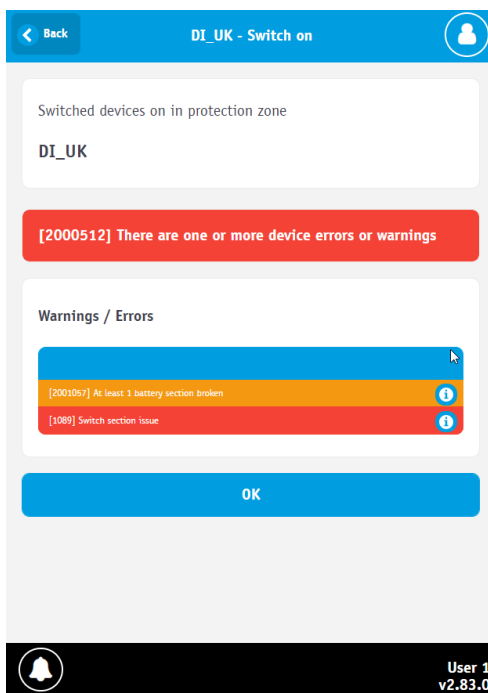 Back
DI_UK - Switch on
Switched devices on in protection zone
DI_UK
[2000512] There are one or more device errors or warnings
Warnings / Errors
[2001057] At least 1 battery section broken
[1089] Switch section issue
OK
User 1
v2.83.0